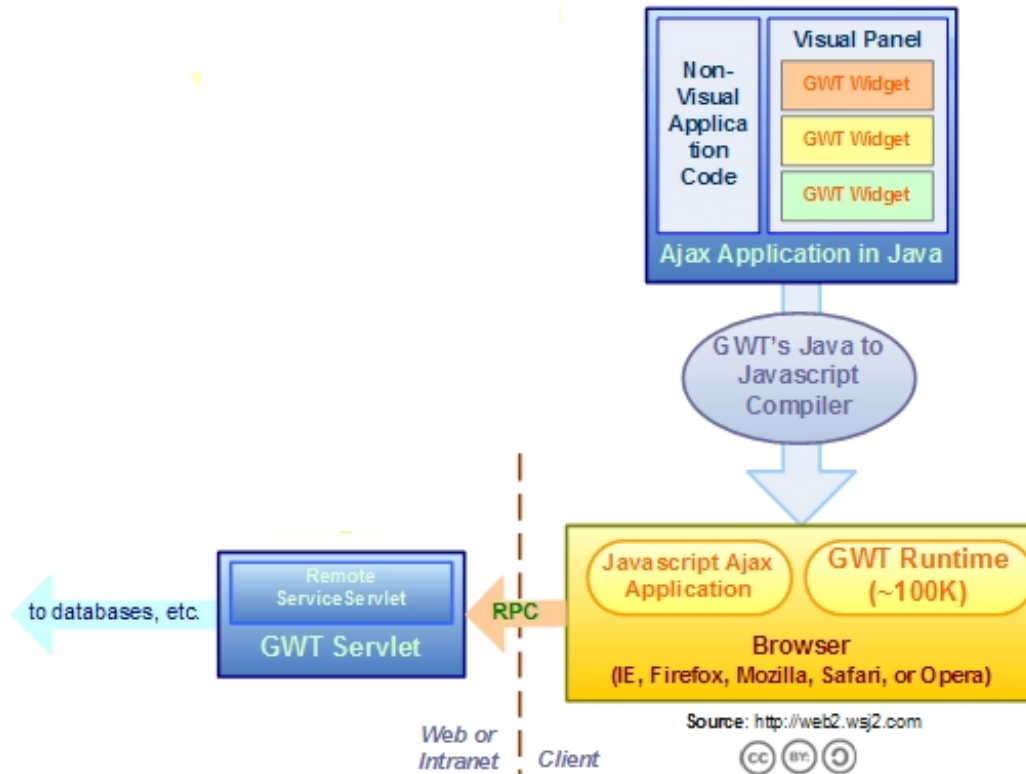 Visual Panel
Non-
Visual
Applica
tion
Code
GWT Widget
GWT Widget
GWT Widget
Ajax Application in Java
GWT's Java to
Javascript
Compiler
Javascript Ajax
Application
GWT Runtime
(~100K)
Browser
(IE, Firefox, Mozilla, Safari, or Opera)
RPC
Remote
ServiceServlet
GWT Servlet
to databases, etc.
Web or
Intranet
Client
Source: http://web2.wsj2.com
cc BY: